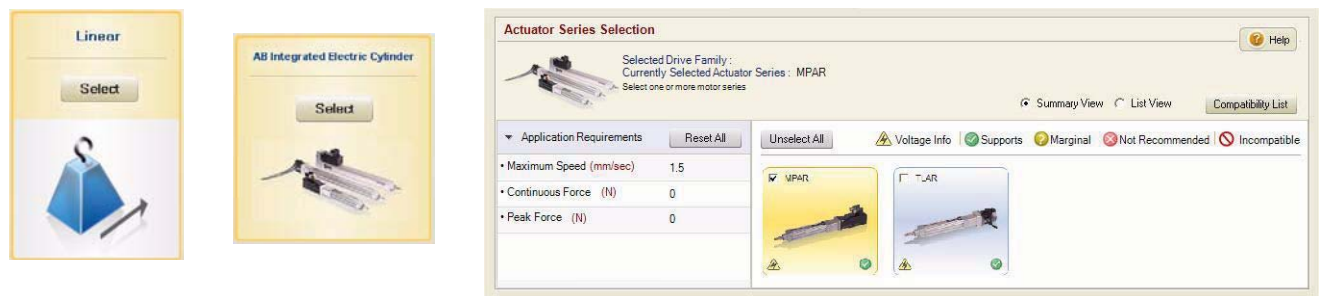 Linear
Select
AB Integrated Electric Cylinder
Select
Actuator Series Selection
Help
Selected Drive Family :
Currently Selected Actuator Series : MPAR
Select one or more motor series
Summary View List View Compatibility List
Application Requirements Reset All
Unselect All Voltage Info Supports Marginal Not Recommended Incompatible
• Maximum Speed (mm/sec) 1.5
• Continuous Force (N) 0
• Peak Force (N) 0
MPAR
TLAR